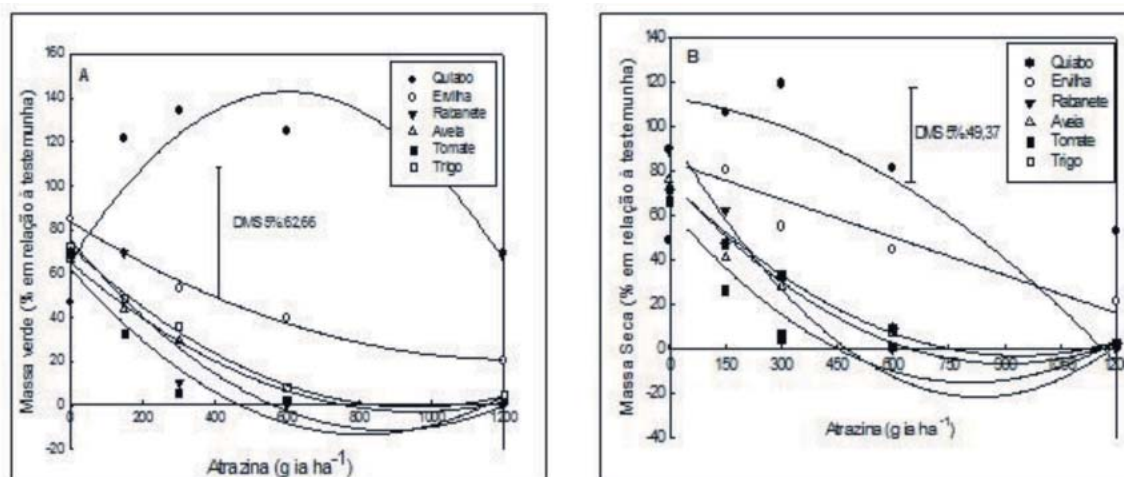 A
160
140
120
100
80
60
40
20
0
-20
Massa verde (% em relação à testemunha)
Quiabo
Ervilha
Rabanete
Aveia
Tomate
Trigo
DMS 5%:62,66
0 200 400 600 800 1000 1200
Atrazina (g ia ha⁻¹)
B
140
120
100
80
60
40
20
0
-20
-40
Massa Seca (% em relação à testemunha)
Quiabo
Ervilha
Rabanete
Aveia
Tomate
Trigo
DMS 5%:49,37
0 150 300 450 600 750 900
Atrazina (g ia ha⁻¹)